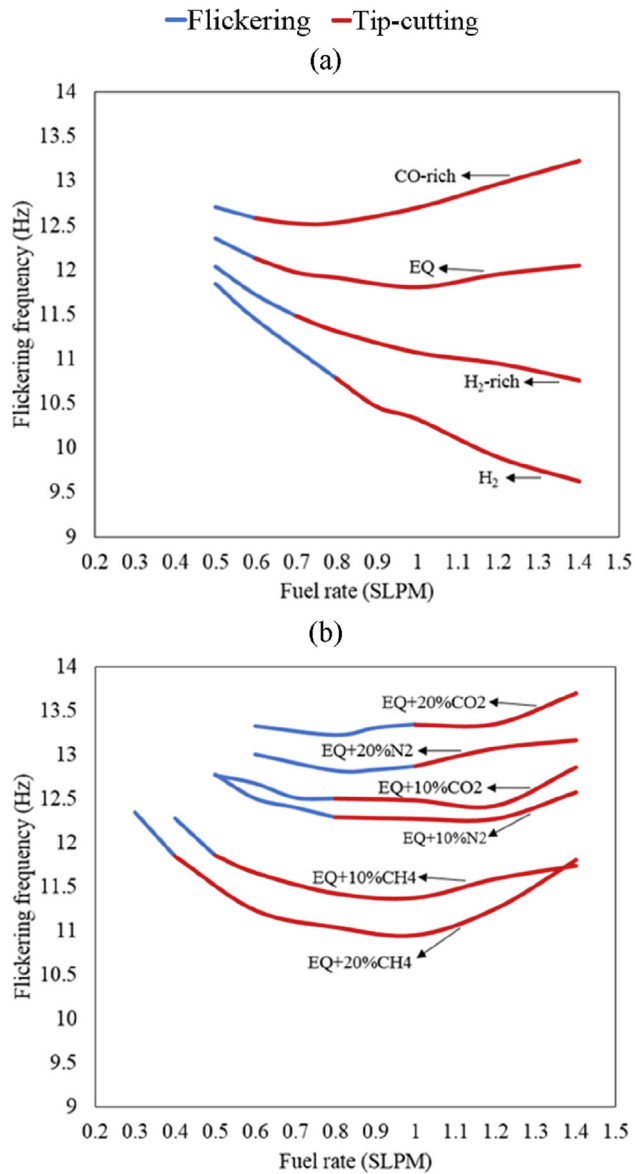 Flickering Tip-cutting
(a)
14
13.5
13
12.5
12
11.5
11
10.5
10
9.5
9
Flickering frequency (Hz)
CO-rich
EQ
H₂-rich
H₂
0.2 0.3 0.4 0.5 0.6 0.7 0.8 0.9 1 1.1 1.2 1.3 1.4 1.5
Fuel rate (SLPM)
(b)
14
13.5
13
12.5
12
11.5
11
10.5
10
9.5
9
Flickering frequency (Hz)
EQ+20%CO2
EQ+20%N2
EQ+10%CO2
EQ+10%N2
EQ+10%CH4
EQ+20%CH4
0.2 0.3 0.4 0.5 0.6 0.7 0.8 0.9 1 1.1 1.2 1.3 1.4 1.5
Fuel rate (SLPM)